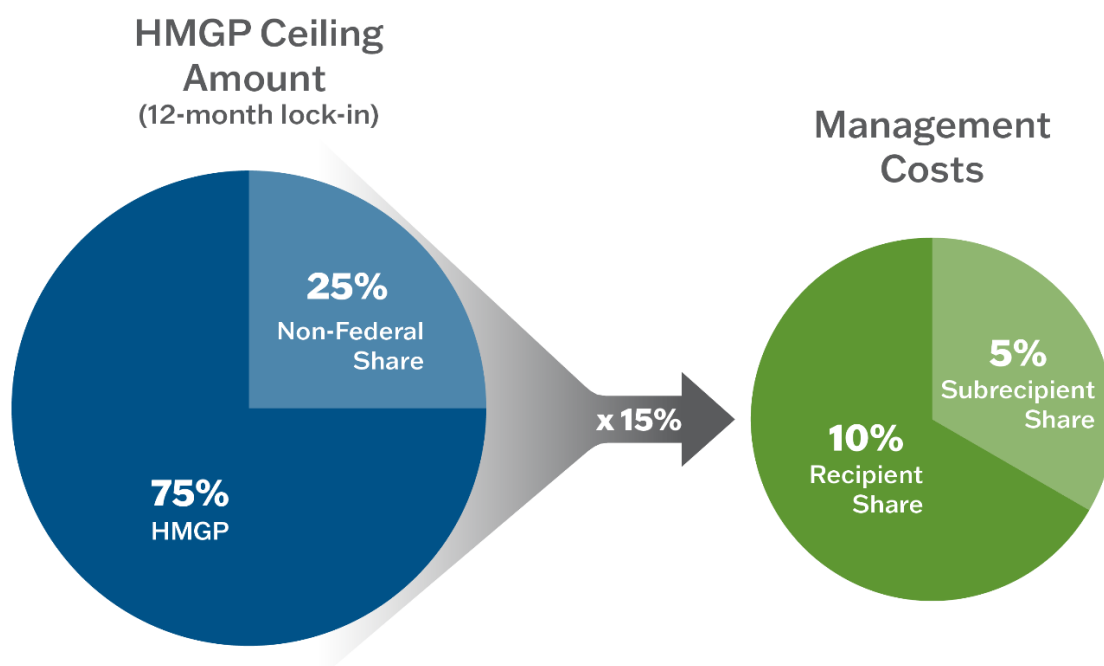 HMGP Ceiling
Amount
(12-month lock-in)
25%
Non-Federal
Share
75%
HMGP
x 15%
Management
Costs
5%
Subrecipient
Share
10%
Recipient
Share